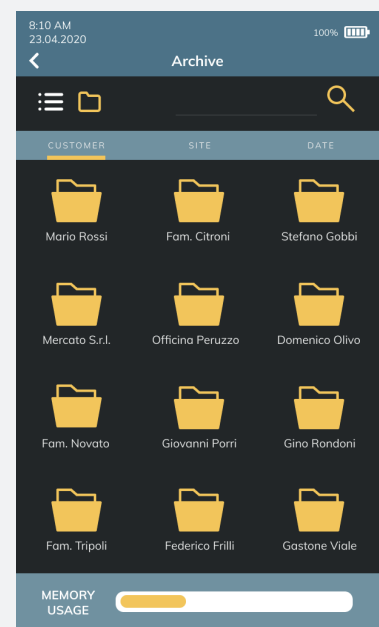 8:10 AM
23.04.2020
100%
Archive
CUSTOMER SITE DATE
Mario Rossi Fam. Citroni Stefano Gobbi
Mercato S.r.l. Officina Peruzzo Domenico Olivo
Fam. Novato Giovanni Porri Gino Rondoni
Fam. Tripoli Federico Frilli Gastone Viale
MEMORY
USAGE